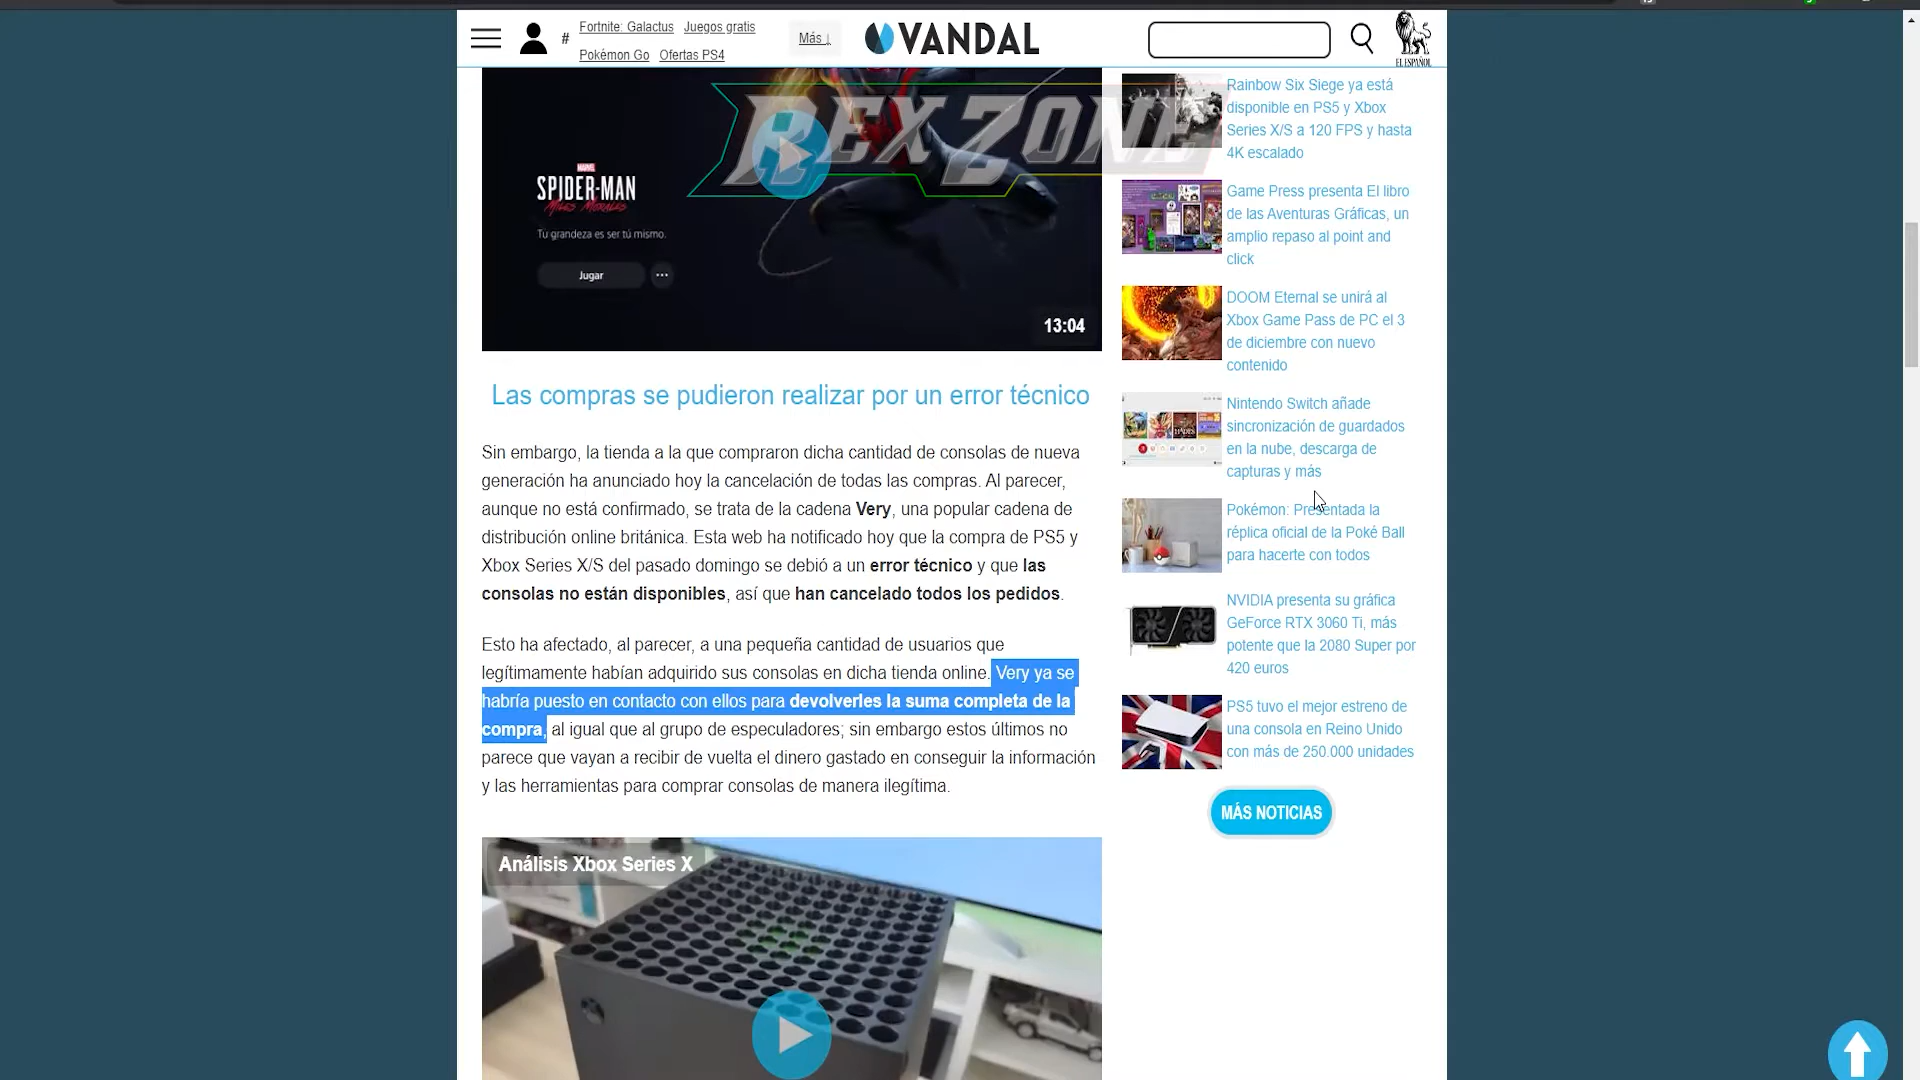 # Fortnite: Galactus Juegos gratis
Pokémon Go Ofertas PS4
Más ↓
VANDAL
EL ESPAÑOL
REX ZONE
MARVEL
SPIDER-MAN
MILES MORALES
Tu grandeza es ser tú mismo.
Jugar
13:04
Las compras se pudieron realizar por un error técnico
Sin embargo, la tienda a la que compraron dicha cantidad de consolas de nueva
generación ha anunciado hoy la cancelación de todas las compras. Al parecer,
aunque no está confirmado, se trata de la cadena Very, una popular cadena de
distribución online británica. Esta web ha notificado hoy que la compra de PS5 y
Xbox Series X/S del pasado domingo se debió a un error técnico y que las
consolas no están disponibles, así que han cancelado todos los pedidos.
Esto ha afectado, al parecer, a una pequeña cantidad de usuarios que
legítimamente habían adquirido sus consolas en dicha tienda online. Very ya se
habría puesto en contacto con ellos para devolverles la suma completa de la
compra, al igual que al grupo de especuladores; sin embargo estos últimos no
parece que vayan a recibir de vuelta el dinero gastado en conseguir la información
y las herramientas para comprar consolas de manera ilegítima.
Análisis Xbox Series X
Rainbow Six Siege ya está
disponible en PS5 y Xbox
Series X/S a 120 FPS y hasta
4K escalado
Game Press presenta El libro
de las Aventuras Gráficas, un
amplio repaso al point and
click
DOOM Eternal se unirá al
Xbox Game Pass de PC el 3
de diciembre con nuevo
contenido
Nintendo Switch añade
sincronización de guardados
en la nube, descarga de
capturas y más
Pokémon: Presentada la
réplica oficial de la Poké Ball
para hacerte con todos
NVIDIA presenta su gráfica
GeForce RTX 3060 Ti, más
potente que la 2080 Super por
420 euros
PS5 tuvo el mejor estreno de
una consola en Reino Unido
con más de 250.000 unidades
MÁS NOTICIAS